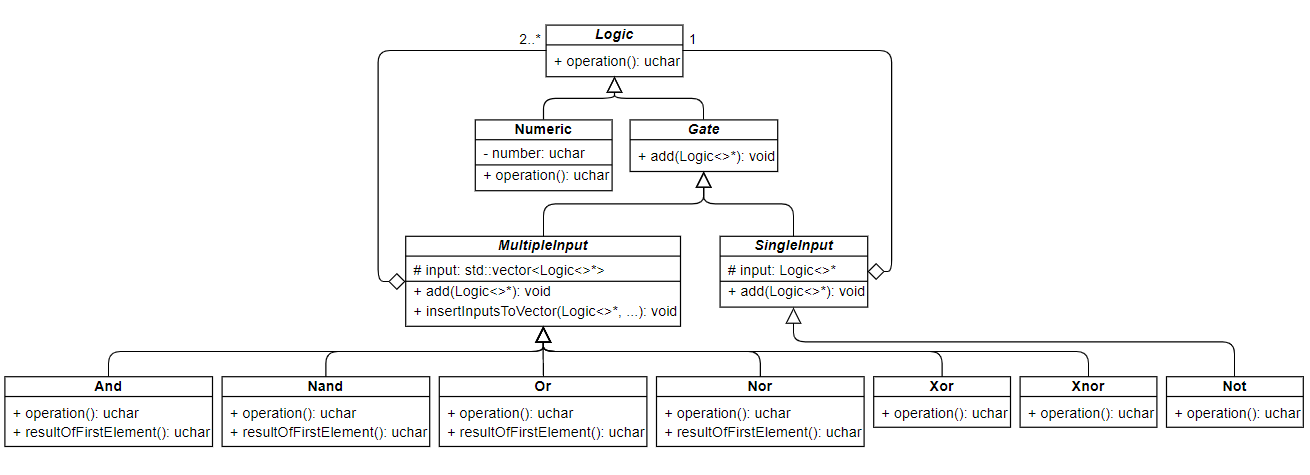 Logic
2..*
1
+ operation(): uchar
Numeric
Gate
- number: uchar
+ add(Logic<>*): void
+ operation(): uchar
MultipleInput
SingleInput
# input: std::vector<Logic<>*>
# input: Logic<>*
+ add(Logic<>*): void
+ add(Logic<>*): void
+ insertInputsToVector(Logic<>*, ...): void
And
Nand
Or
Nor
Xor
Xnor
Not
+ operation(): uchar
+ operation(): uchar
+ operation(): uchar
+ operation(): uchar
+ operation(): uchar
+ operation(): uchar
+ operation(): uchar
+ resultOfFirstElement(): uchar
+ resultOfFirstElement(): uchar
+ resultOfFirstElement(): uchar
+ resultOfFirstElement(): uchar